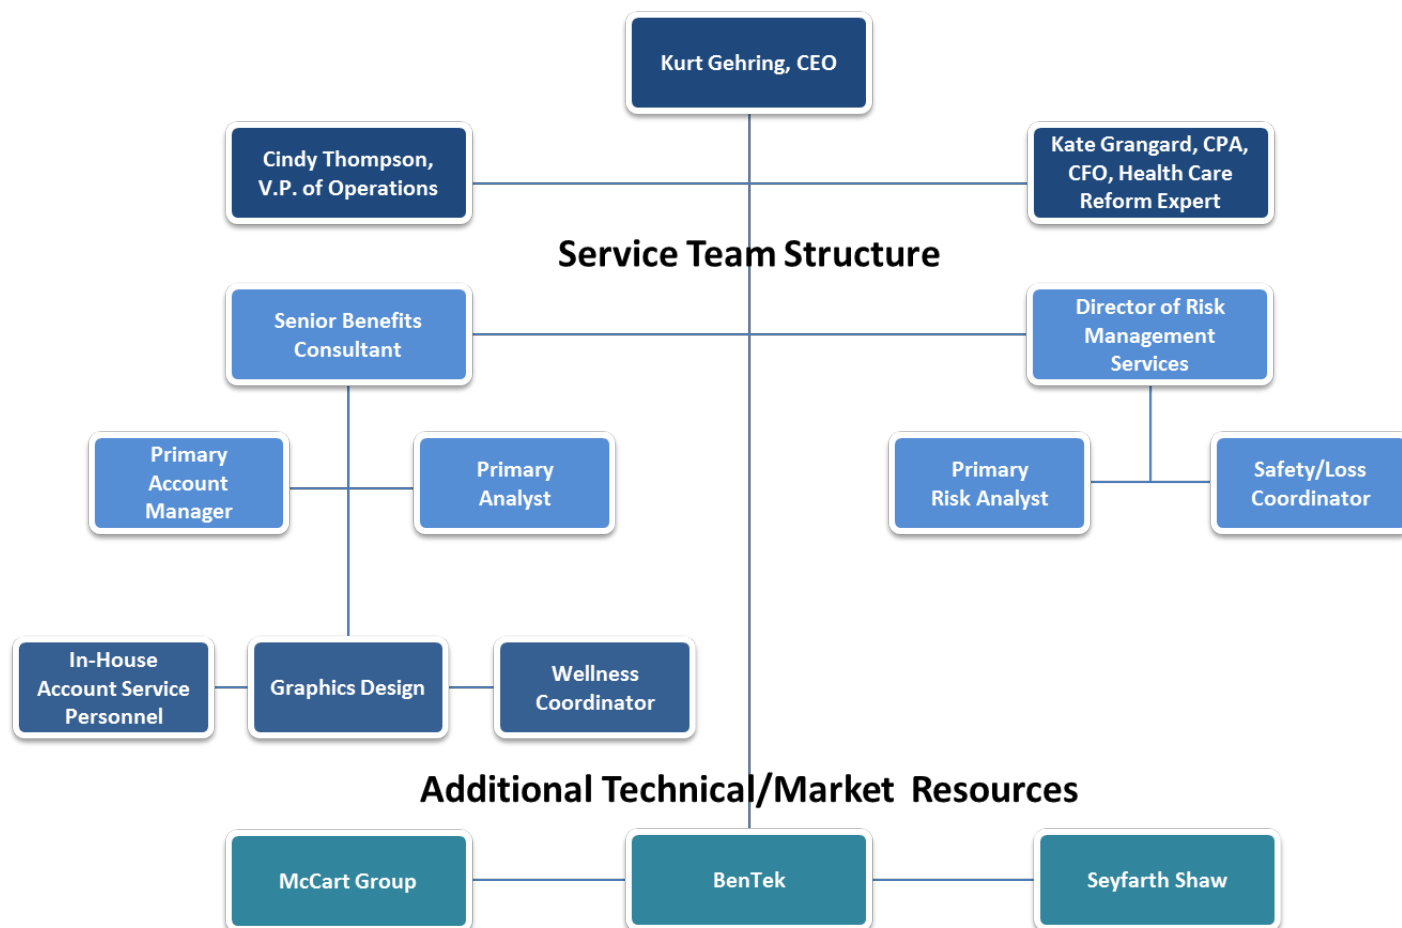 Kurt Gehring, CEO
Cindy Thompson,
V.P. of Operations
Kate Grangard, CPA,
CFO, Health Care
Reform Expert
Service Team Structure
Senior Benefits
Consultant
Director of Risk
Management
Services
Primary
Account
Manager
Primary
Analyst
Primary
Risk Analyst
Safety/Loss
Coordinator
In-House
Account Service
Personnel
Graphics Design
Wellness
Coordinator
Additional Technical/Market Resources
McCart Group
BenTek
Seyfarth Shaw